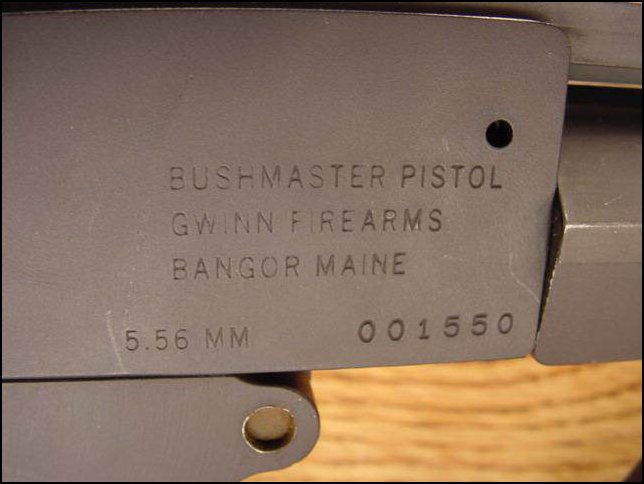 BUSHMASTER PISTOL
GWINN FIREARMS
BANGOR MAINE
5.56 MM 001550